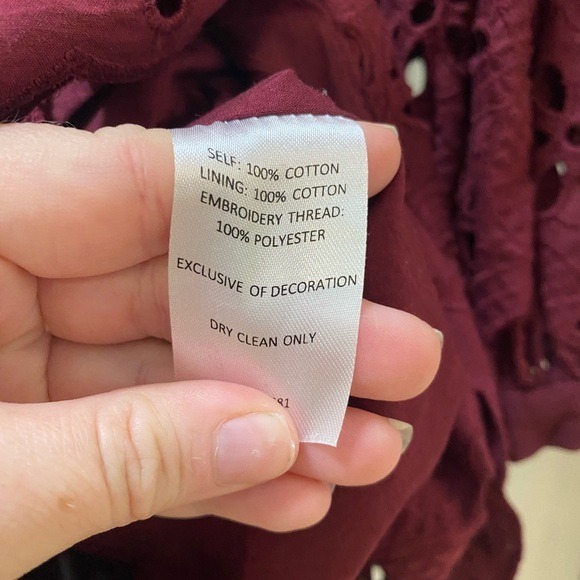 SELF: 100% COTTON
LINING: 100% COTTON
EMBROIDERY THREAD:
100% POLYESTER
EXCLUSIVE OF DECORATION
DRY CLEAN ONLY